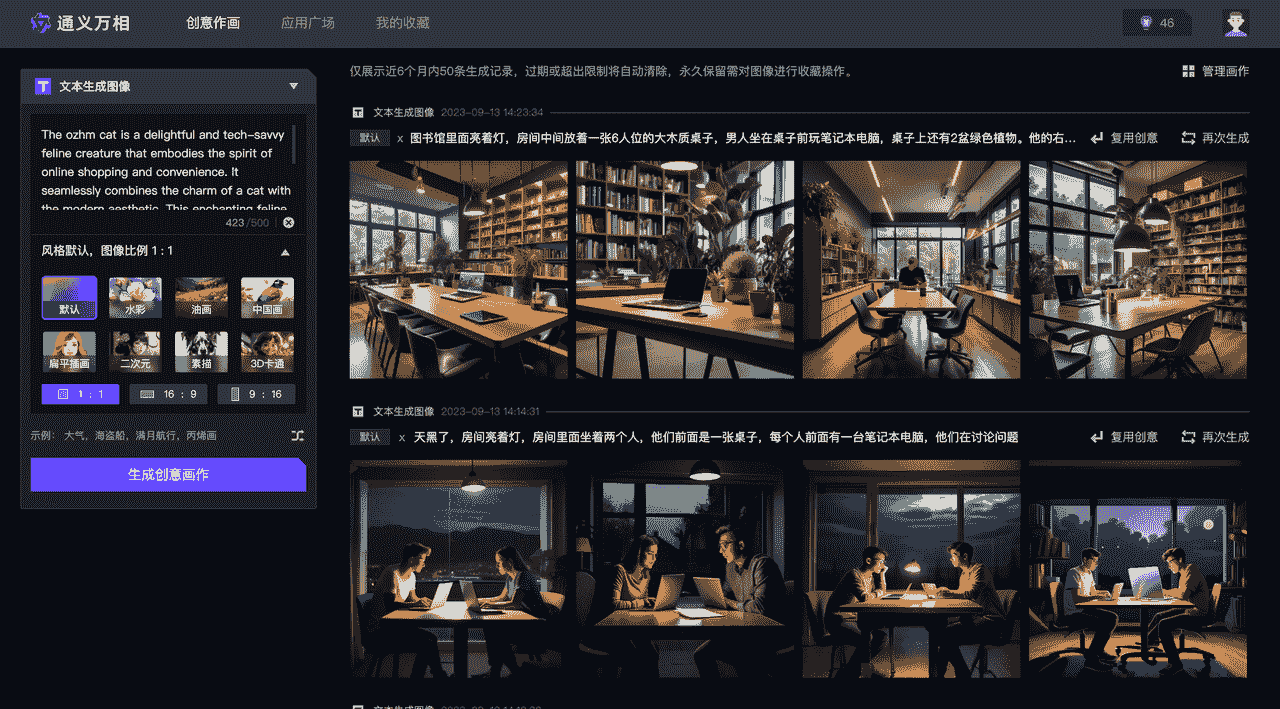 通义万相
创意作画
应用广场
我的收藏
46
文本生成图像
The ozhm cat is a delightful and tech-savvy
feline creature that embodies the spirit of
online shopping and convenience. It
seamlessly combines the charm of a cat with
the modern aesthetic. This enchanting feline
423/500
风格默认，图像比例 1 : 1
默认
水彩
油画
中国画
扁平插画
二次元
素描
3D卡通
1 : 1
16 : 9
9 : 16
示例： 大气，海盗船，满月航行，丙烯画
生成创意画作
仅展示近6个月内50条生成记录，过期或超出限制将自动清除，永久保留需对图像进行收藏操作。
管理画作
文本生成图像 2023-09-13 14:23:34
默认 x 图书馆里面亮着灯，房间中间放着一张6人位的大木质桌子，男人坐在桌子前玩笔记本电脑，桌子上还有2盆绿色植物。他的右...
复用创意
再次生成
文本生成图像 2023-09-13 14:14:31
默认 x 天黑了，房间亮着灯，房间里面坐着两个人，他们前面是一张桌子，每个人前面有一台笔记本电脑，他们在讨论问题
复用创意
再次生成
文本生成图像